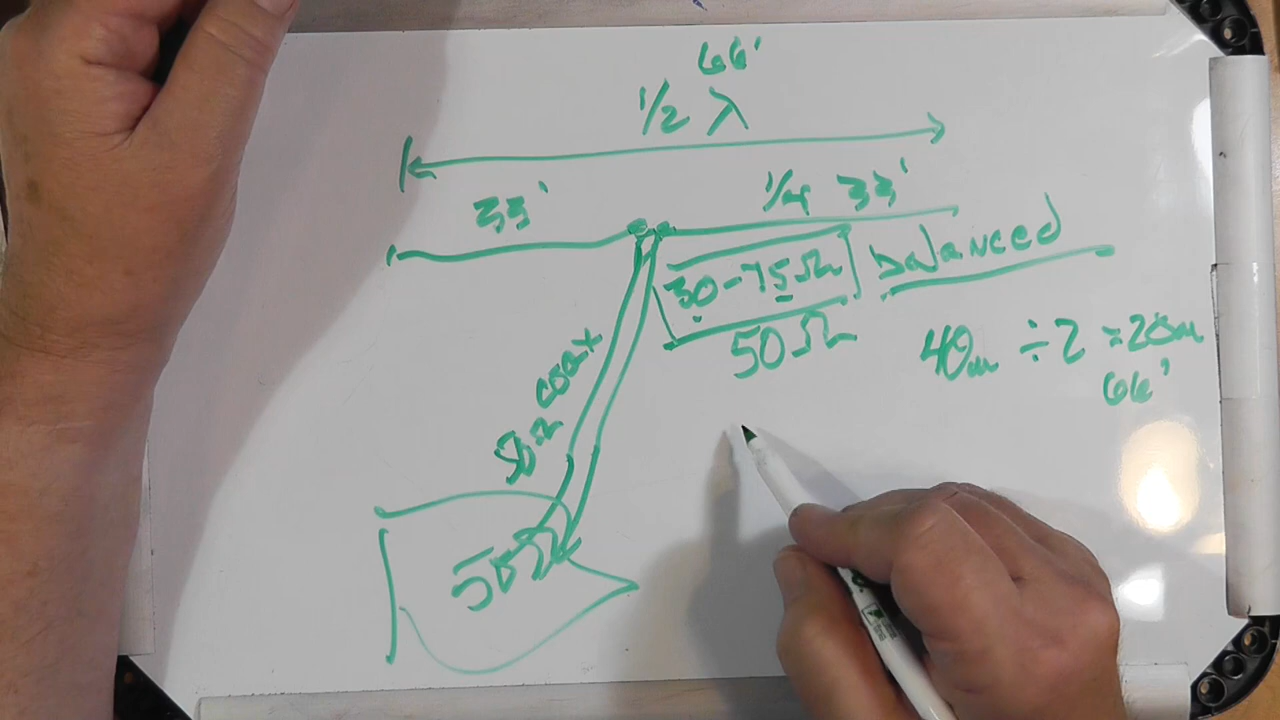 66'
1/2 λ
33'
1/4 33'
30-75Ω
balanced
50Ω
40m ÷ 2 = 20m
66'
50Ω coax
50Ω